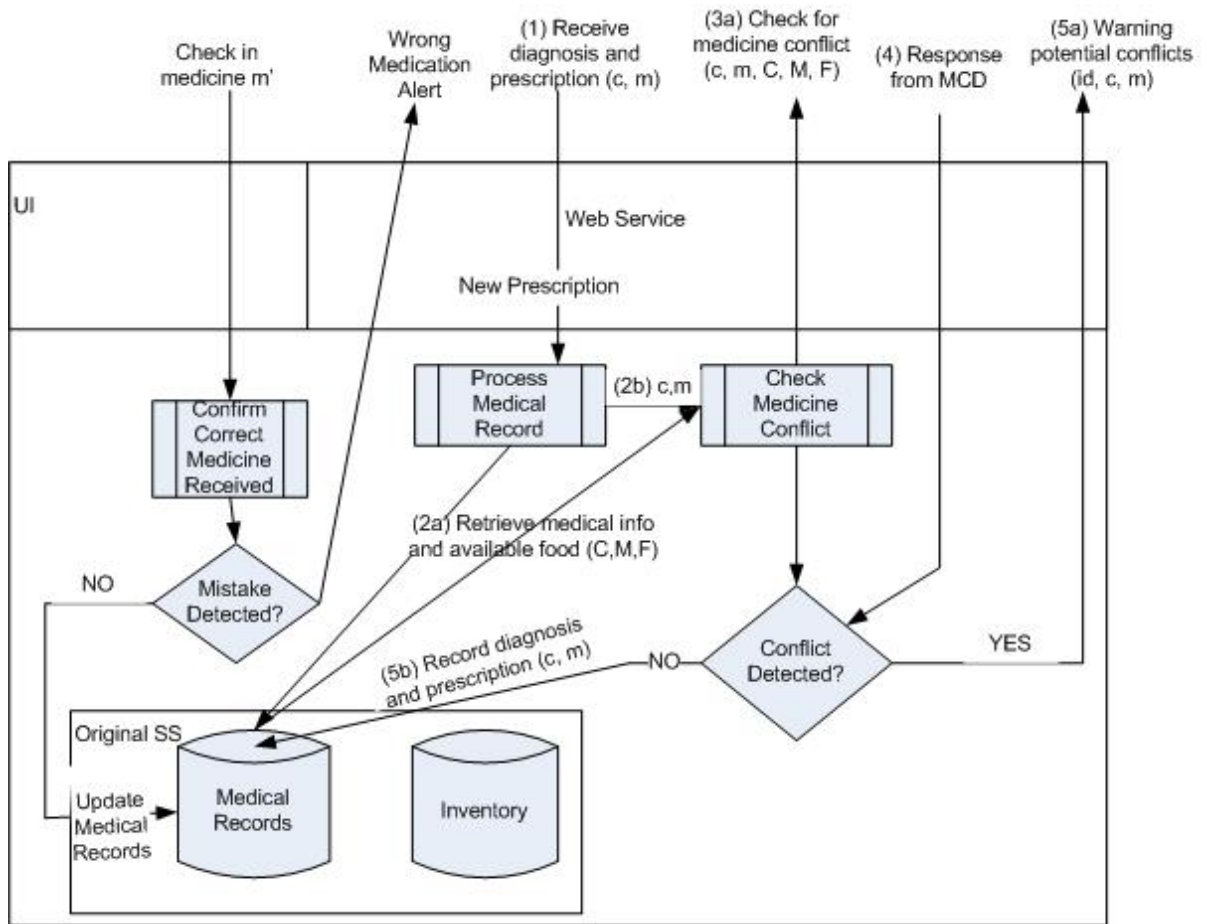 Check in
medicine m'
Wrong
Medication
Alert
(1) Receive
diagnosis and
prescription (c, m)
(3a) Check for
medicine conflict
(c, m, C, M, F)
(4) Response
from MCD
(5a) Warning
potential conflicts
(id, c, m)
UI
Web Service
New Prescription
Confirm
Correct
Medicine
Received
Process
Medical
Record
(2b) c,m
Check
Medicine
Conflict
(2a) Retrieve medical info
and available food (C,M,F)
NO
Mistake
Detected?
(5b) Record diagnosis
and prescription (c, m)
NO
Conflict
Detected?
YES
Original SS
Update
Medical
Records
Medical
Records
Inventory